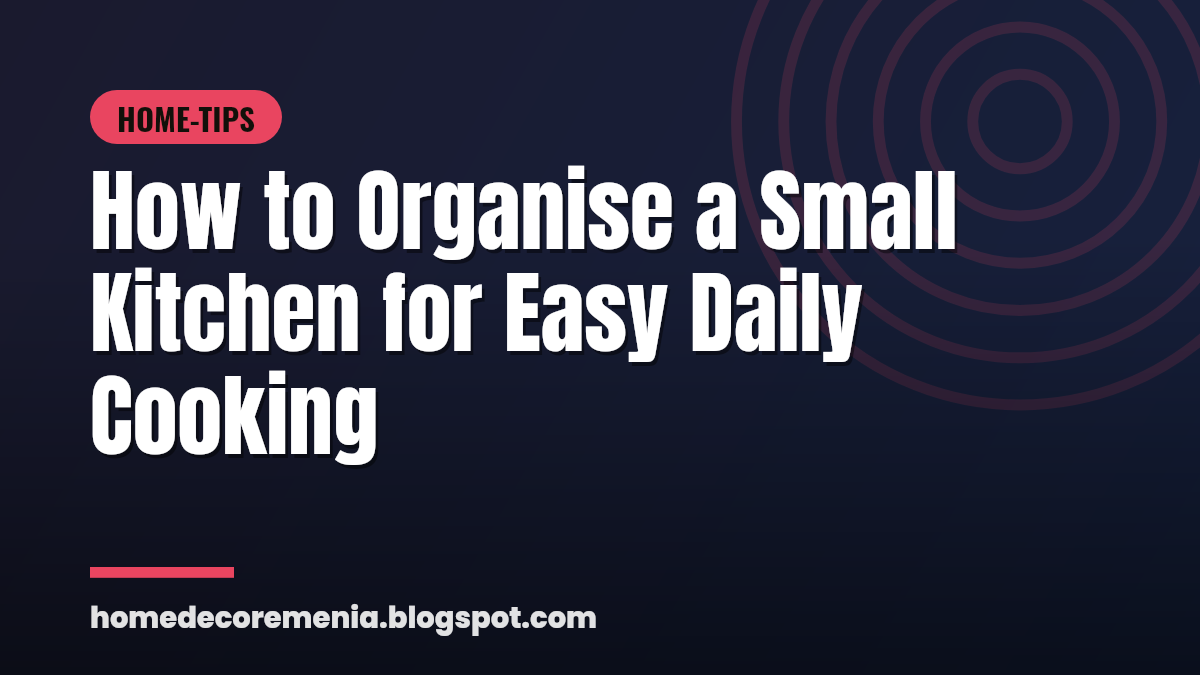 HOME-TIPS
How to Organise a Small
Kitchen for Easy Daily
Cooking
homedecoremenia.blogspot.com